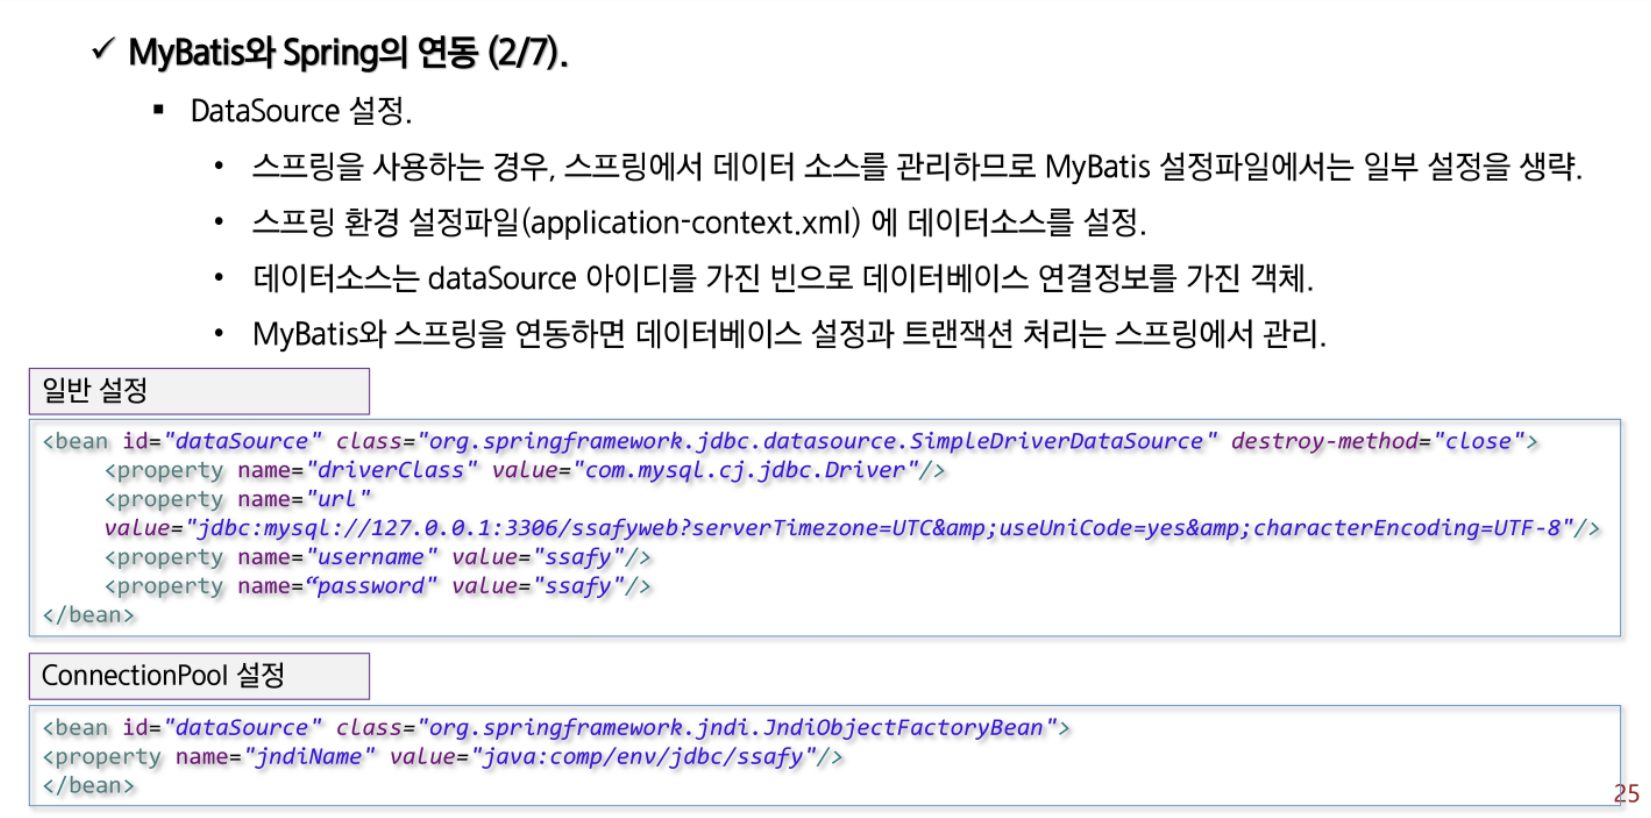 ✓ MyBatis와 Spring의 연동 (2/7).
▪ DataSource 설정.
• 스프링을 사용하는 경우, 스프링에서 데이터 소스를 관리하므로 MyBatis 설정파일에서는 일부 설정을 생략.
• 스프링 환경 설정파일(application-context.xml) 에 데이터소스를 설정.
• 데이터소스는 dataSource 아이디를 가진 빈으로 데이터베이스 연결정보를 가진 객체.
• MyBatis와 스프링을 연동하면 데이터베이스 설정과 트랜잭션 처리는 스프링에서 관리.
일반 설정
<bean id="dataSource" class="org.springframework.jdbc.datasource.SimpleDriverDataSource" destroy-method="close">
<property name="driverClass" value="com.mysql.cj.jdbc.Driver"/>
<property name="url"
value="jdbc:mysql://127.0.0.1:3306/ssafyweb?serverTimezone=UTC&amp;useUniCode=yes&amp;characterEncoding=UTF-8"/>
<property name="username" value="ssafy"/>
<property name=“password" value="ssafy"/>
</bean>
ConnectionPool 설정
<bean id="dataSource" class="org.springframework.jndi.JndiObjectFactoryBean">
<property name="jndiName" value="java:comp/env/jdbc/ssafy"/>
</bean>
25